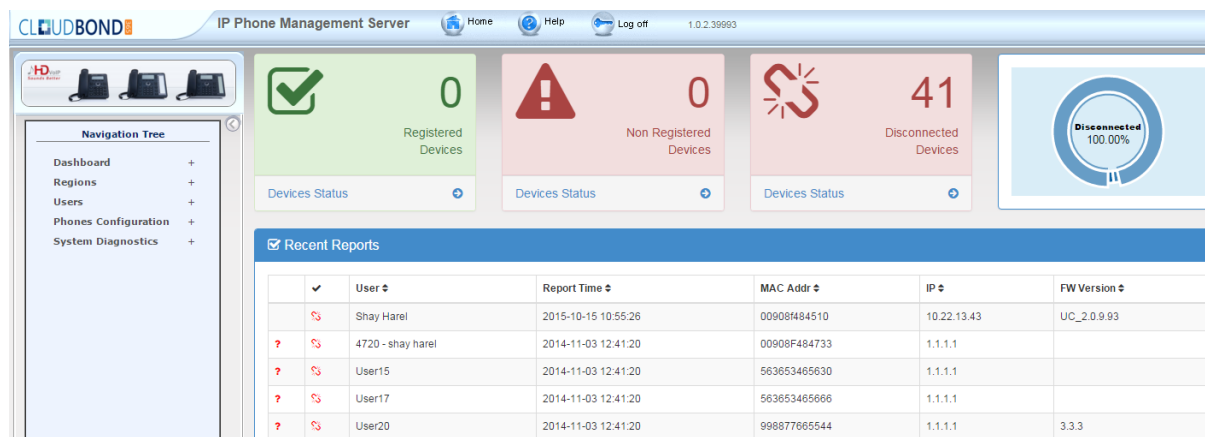 CLOUDBOND
IP Phone Management Server
Home
Help
Log off
1.0.2.39993
HD VoIP
Sounds Better
Navigation Tree
Dashboard +
Regions +
Users +
Phones Configuration +
System Diagnostics +
0
Registered
Devices
Devices Status
0
Non Registered
Devices
Devices Status
41
Disconnected
Devices
Devices Status
Disconnected
100.00%
Recent Reports
User Report Time MAC Addr IP FW Version
Shay Harel 2015-10-15 10:55:26 00908f484510 10.22.13.43 UC_2.0.9.93
? 4720 - shay harel 2014-11-03 12:41:20 00908F484733 1.1.1.1
? User15 2014-11-03 12:41:20 563653465630 1.1.1.1
? User17 2014-11-03 12:41:20 563653465666 1.1.1.1
? User20 2014-11-03 12:41:20 998877665544 1.1.1.1 3.3.3